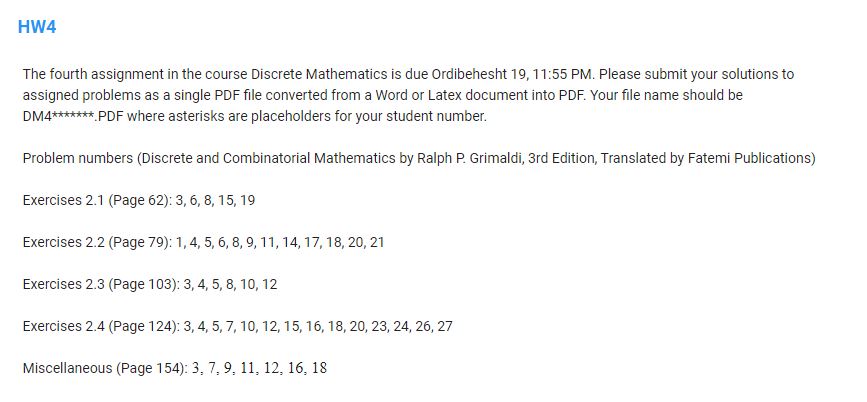 HW4
The fourth assignment in the course Discrete Mathematics is due Ordibehesht 19, 11:55 PM. Please submit your solutions to
assigned problems as a single PDF file converted from a Word or Latex document into PDF. Your file name should be
DM4*******.PDF where asterisks are placeholders for your student number.
Problem numbers (Discrete and Combinatorial Mathematics by Ralph P. Grimaldi, 3rd Edition, Translated by Fatemi Publications)
Exercises 2.1 (Page 62): 3, 6, 8, 15, 19
Exercises 2.2 (Page 79): 1, 4, 5, 6, 8, 9, 11, 14, 17, 18, 20, 21
Exercises 2.3 (Page 103): 3, 4, 5, 8, 10, 12
Exercises 2.4 (Page 124): 3, 4, 5, 7, 10, 12, 15, 16, 18, 20, 23, 24, 26, 27
Miscellaneous (Page 154): 3, 7, 9, 11, 12, 16, 18